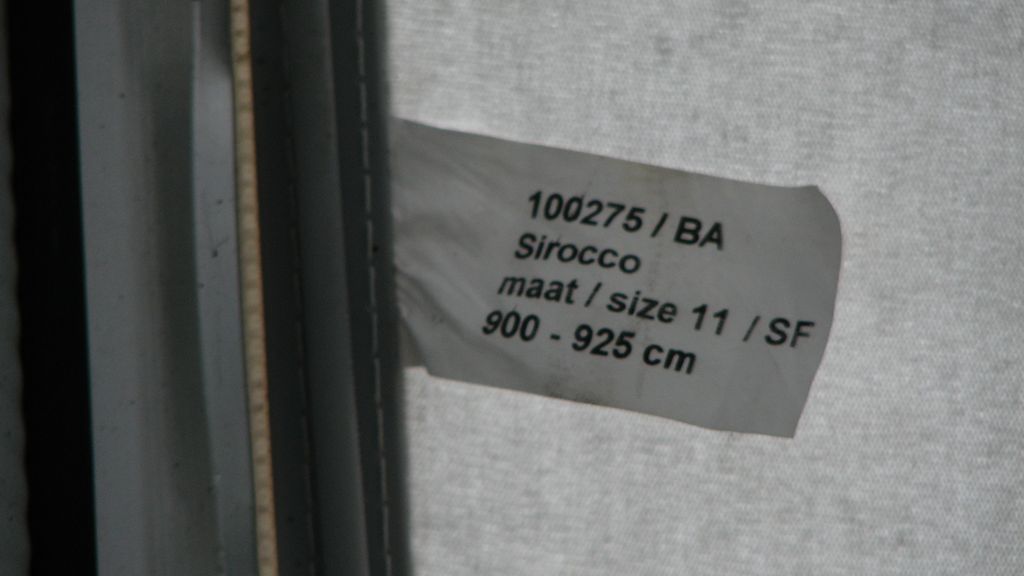 100275 / BA
Sirocco
maat / size 11 / SF
900 - 925 cm